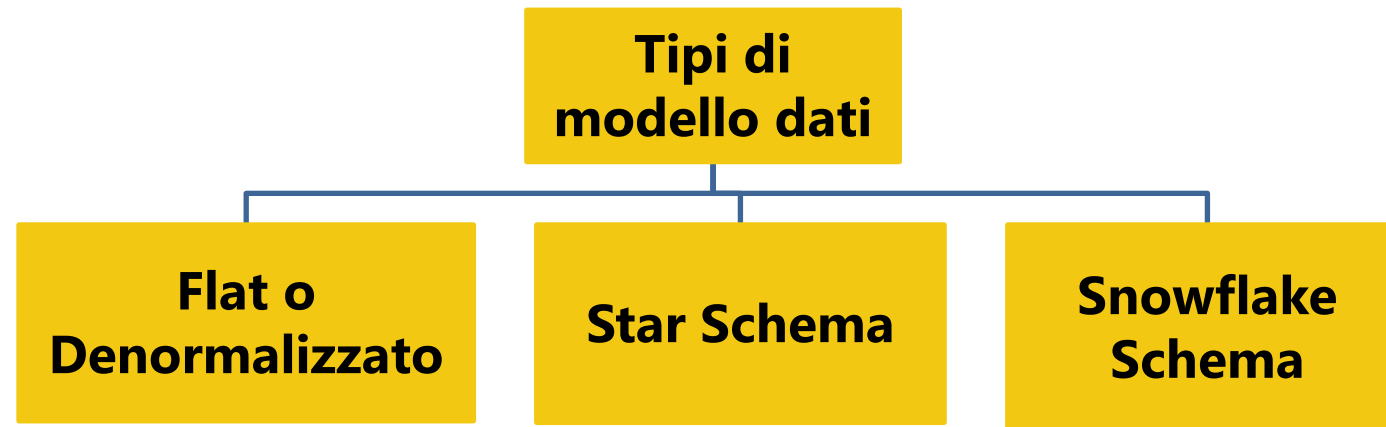 Tipi di
modello dati
Flat o
Denormalizzato
Star Schema
Snowflake
Schema